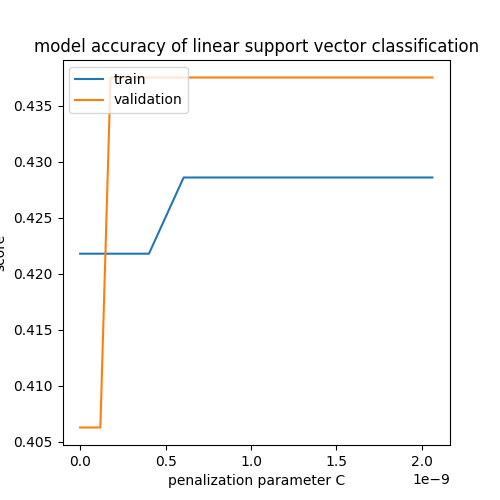 model accuracy of linear support vector classification
train
validation
0.435
0.430
0.425
0.420
0.415
0.410
0.405
score
0.0 0.5 1.0 1.5 2.0
1e−9
penalization parameter C